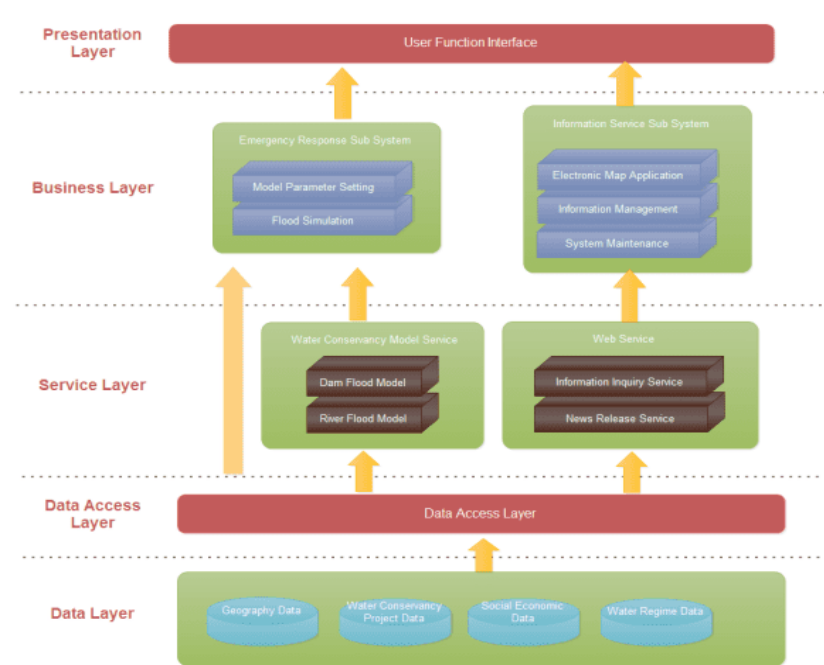 Presentation
Layer
User Function Interface
Business Layer
Emergency Response Sub System
Model Parameter Setting
Flood Simulation
Information Service Sub System
Electronic Map Application
Information Management
System Maintenance
Service Layer
Water Conservancy Model Service
Dam Flood Model
River Flood Model
Web Service
Information Inquiry Service
News Release Service
Data Access
Layer
Data Access Layer
Data Layer
Geography Data
Water Conservancy
Project Data
Social Economic
Data
Water Regime Data